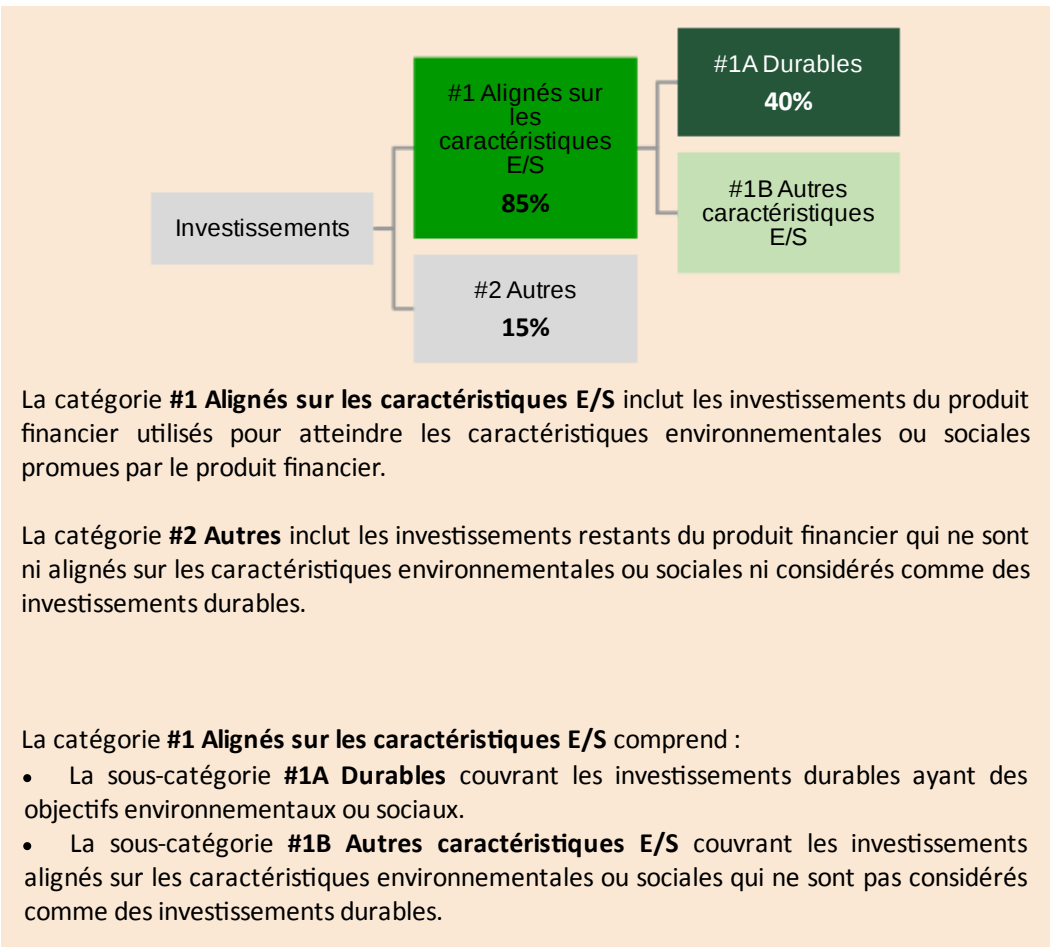 #1A Durables
40%
#1 Alignés sur
les
caractéristiques
E/S
85%
#1B Autres
caractéristiques
E/S
Investissements
#2 Autres
15%
La catégorie #1 Alignés sur les caractéristiques E/S inclut les investissements du produit
financier utilisés pour atteindre les caractéristiques environnementales ou sociales
promues par le produit financier.
La catégorie #2 Autres inclut les investissements restants du produit financier qui ne sont
ni alignés sur les caractéristiques environnementales ou sociales ni considérés comme des
investissements durables.
La catégorie #1 Alignés sur les caractéristiques E/S comprend :
• La sous-catégorie #1A Durables couvrant les investissements durables ayant des
objectifs environnementaux ou sociaux.
• La sous-catégorie #1B Autres caractéristiques E/S couvrant les investissements
alignés sur les caractéristiques environnementales ou sociales qui ne sont pas considérés
comme des investissements durables.